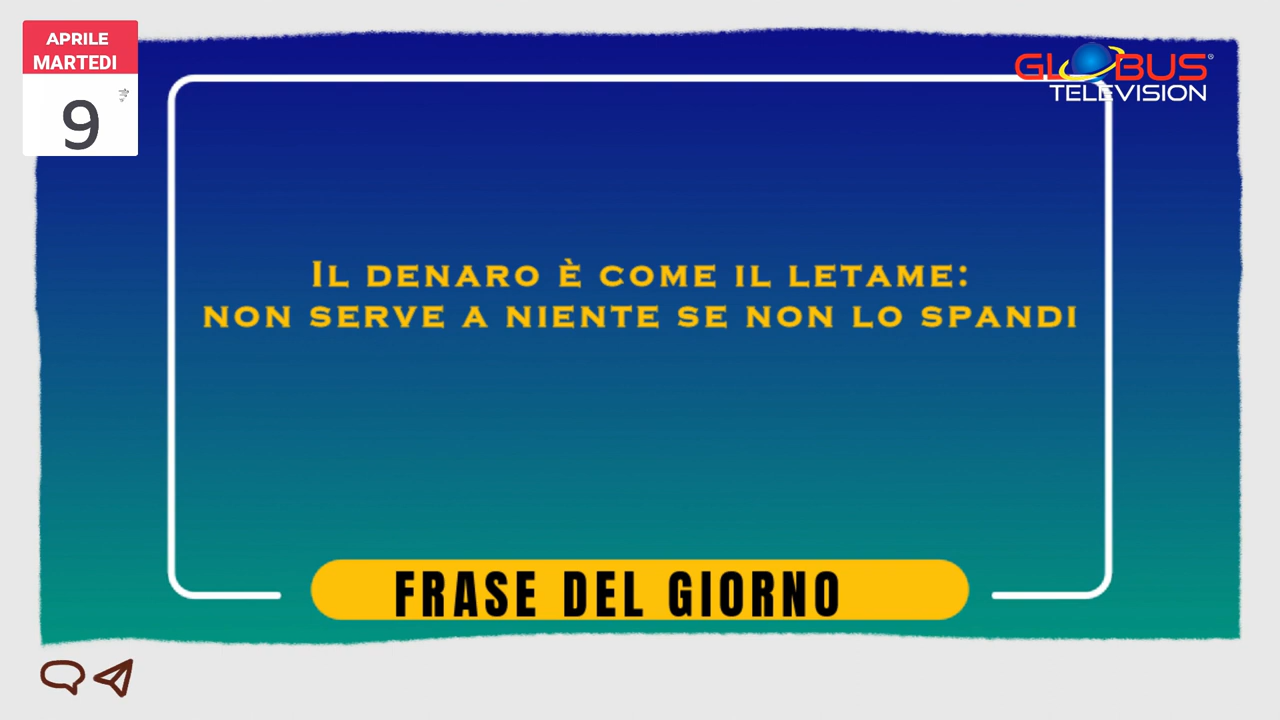 APRILE
MARTEDI
9
GLOBUS®
TELEVISION
Il denaro è come il letame:
non serve a niente se non lo spandi
FRASE DEL GIORNO